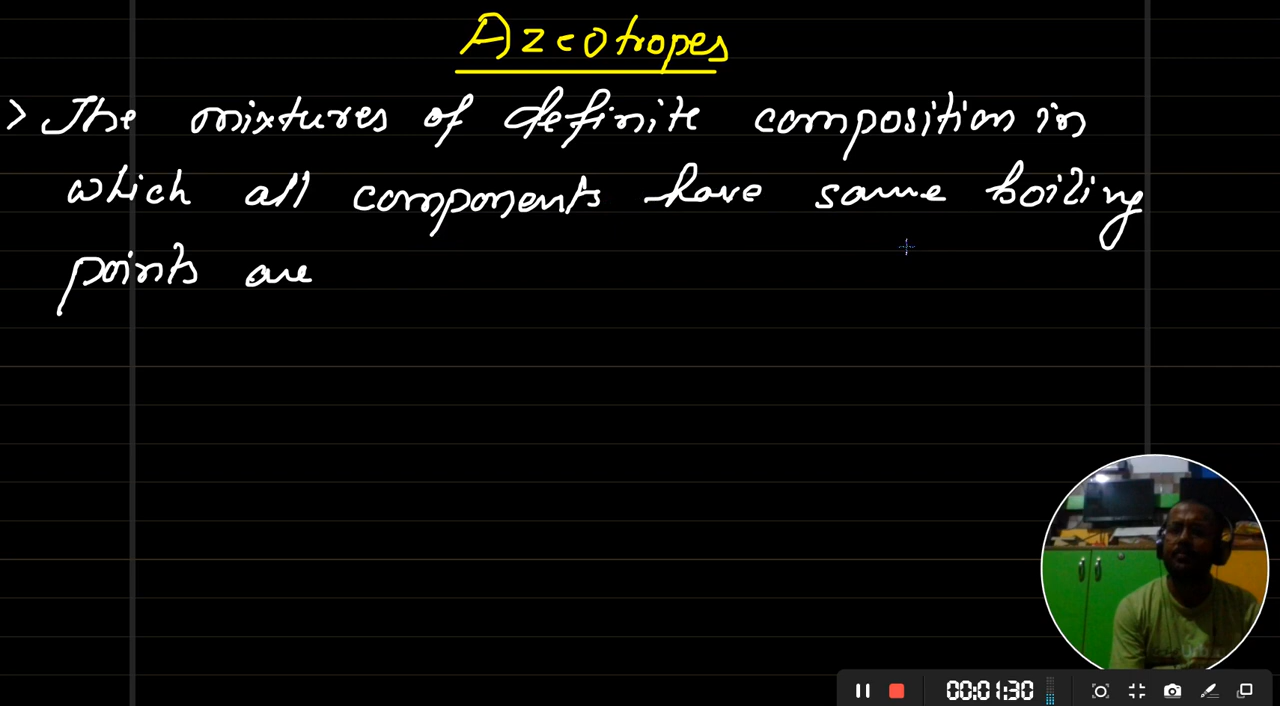 Azeotropes
> The mixtures of definite composition in
which all components have same boiling
points are
00:01:30